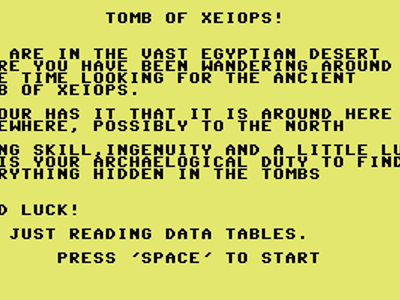 TOMB OF XEIOPS!
ARE IN THE VAST EGYPTIAN DESERT
RE YOU HAVE BEEN WANDERING AROUND
E TIME LOOKING FOR THE ANCIENT
B OF XEIOPS.
OUR HAS IT THAT IT IS AROUND HERE
EWHERE, POSSIBLY TO THE NORTH
NG SKILL,INGENUITY AND A LITTLE LU
IS YOUR ARCHAELOGICAL DUTY TO FIND
RYTHING HIDDEN IN THE TOMBS
D LUCK!
JUST READING DATA TABLES.
PRESS 'SPACE' TO START